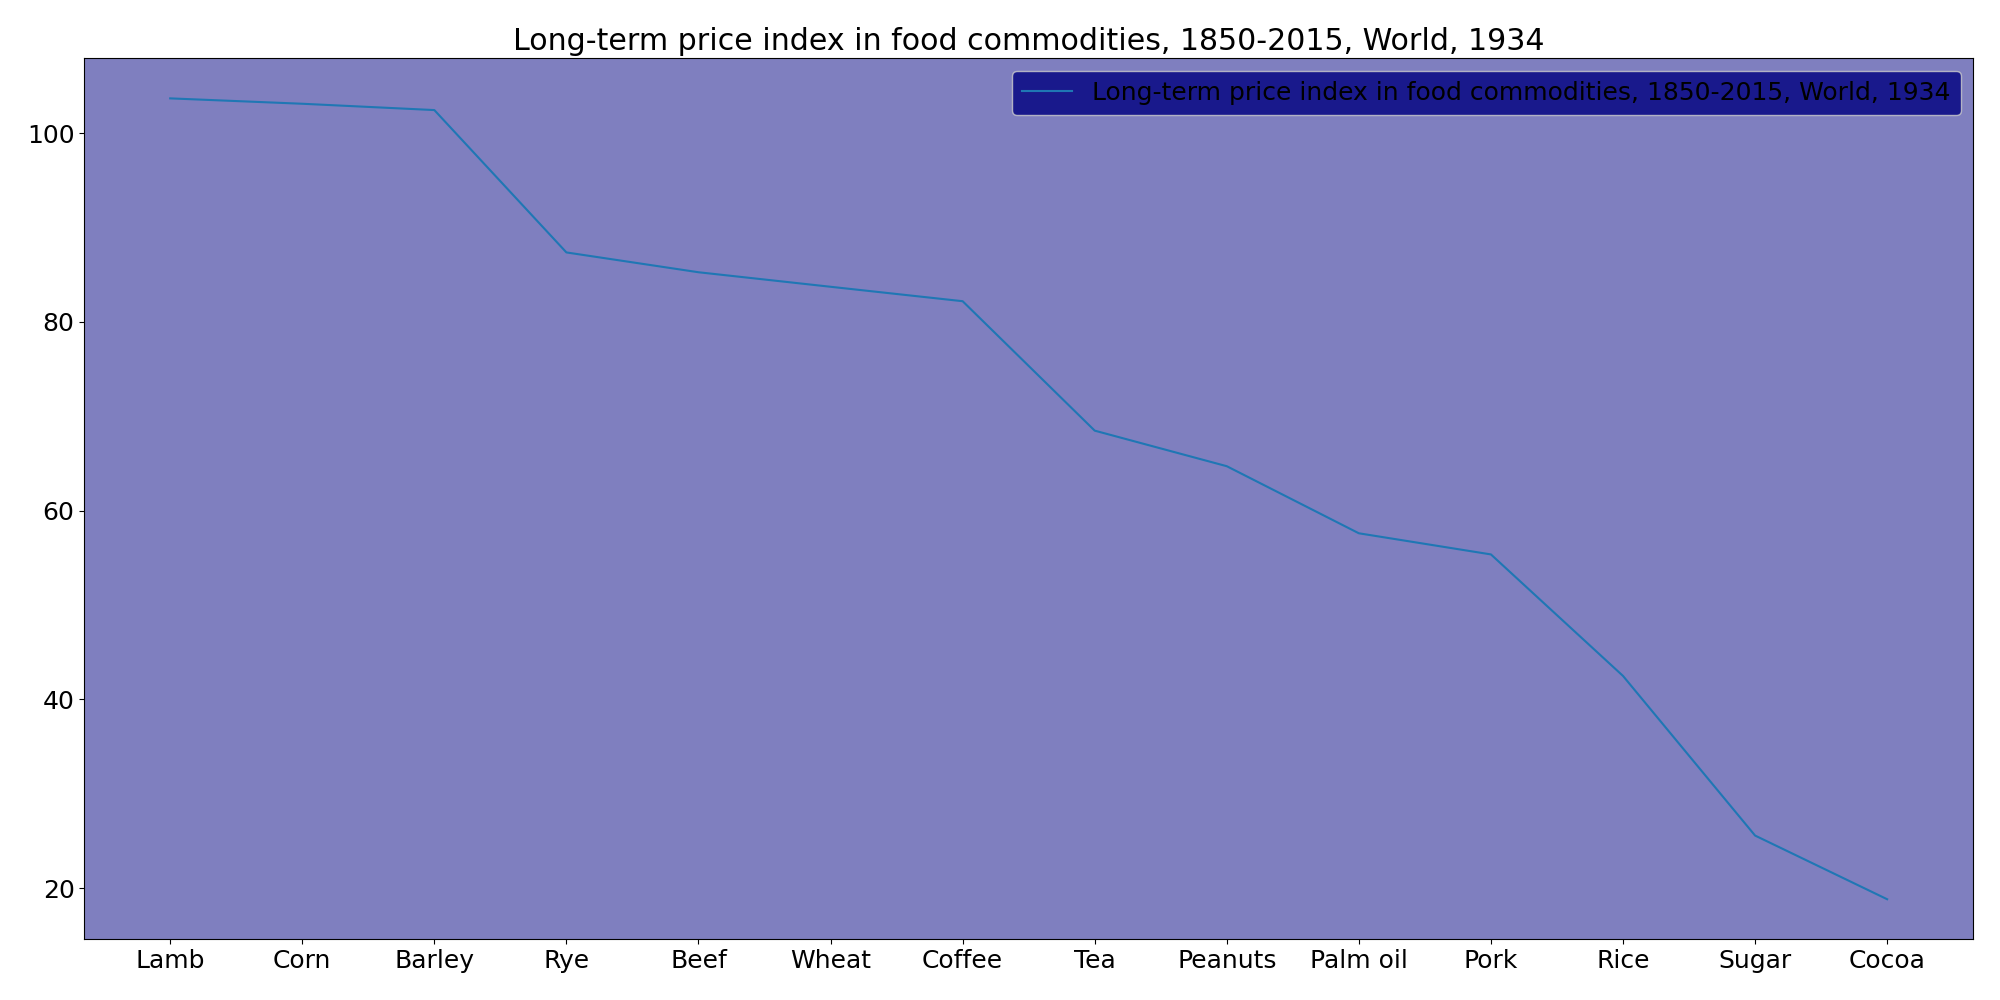 Long-term price index in food commodities, 1850-2015, World, 1934
Long-term price index in food commodities, 1850-2015, World, 1934
100
80
60
40
20
Lamb Corn Barley Rye Beef Wheat Coffee Tea Peanuts Palm oil Pork Rice Sugar Cocoa